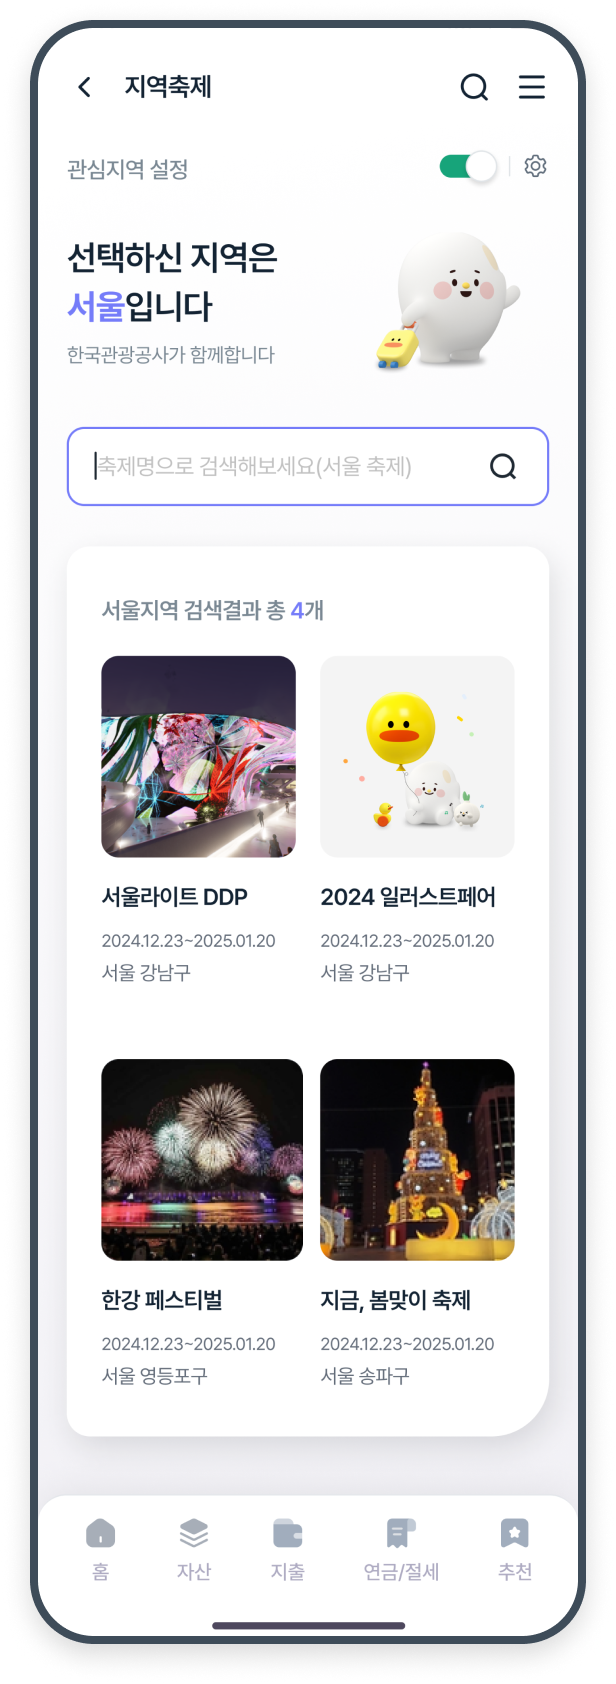 지역축제
관심지역 설정
선택하신 지역은
서울입니다
한국관광공사가 함께합니다
축제명으로 검색해보세요(서울 축제)
서울지역 검색결과 총 4개
서울라이트 DDP
2024.12.23~2025.01.20
서울 강남구
2024 일러스트페어
2024.12.23~2025.01.20
서울 강남구
한강 페스티벌
2024.12.23~2025.01.20
서울 영등포구
지금, 봄맞이 축제
2024.12.23~2025.01.20
서울 송파구
홈
자산
지출
연금/절세
추천